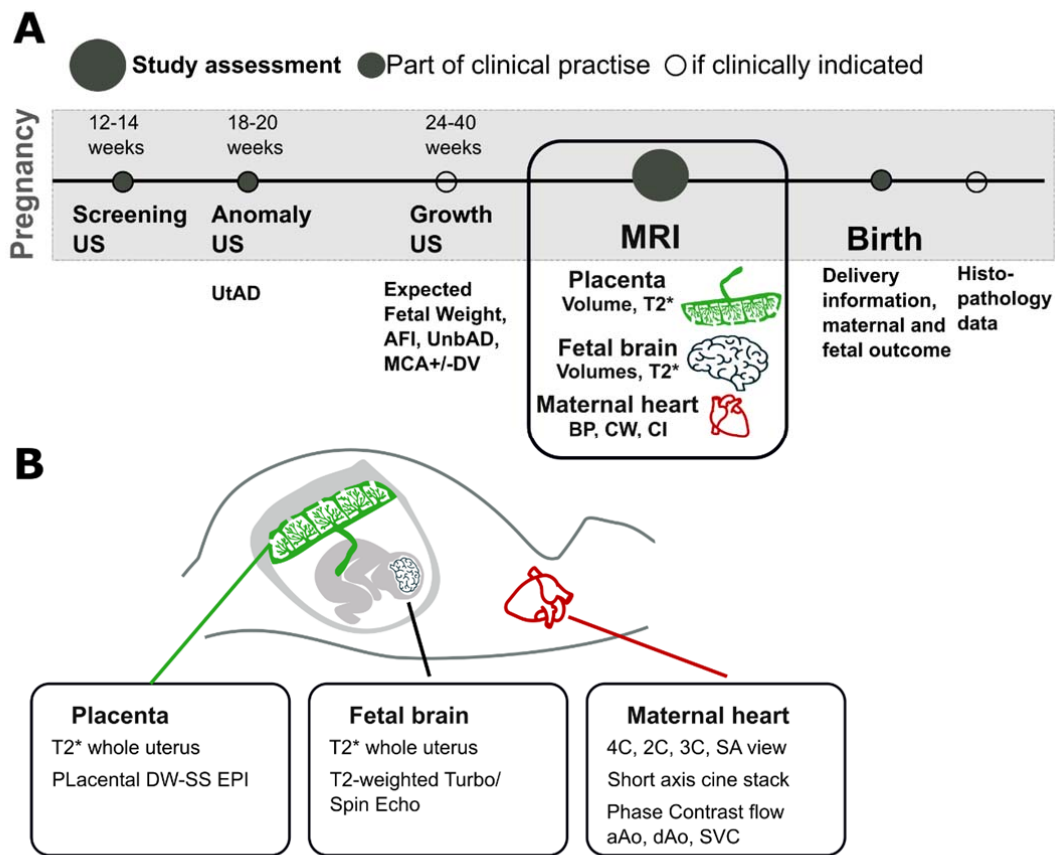 A
Study assessment Part of clinical practise if clinically indicated
Pregnancy
12-14
weeks
18-20
weeks
24-40
weeks
Screening
US
Anomaly
US
Growth
US
MRI
Birth
UtAD
Expected
Fetal Weight,
AFI, UnbAD,
MCA+/-DV
Placenta
Volume, T2*
Fetal brain
Volumes, T2*
Maternal heart
BP, CW, CI
Delivery
information,
maternal and
fetal outcome
Histo-
pathology
data
B
Placenta
T2* whole uterus
PLacental DW-SS EPI
Fetal brain
T2* whole uterus
T2-weighted Turbo/
Spin Echo
Maternal heart
4C, 2C, 3C, SA view
Short axis cine stack
Phase Contrast flow
aAo, dAo, SVC